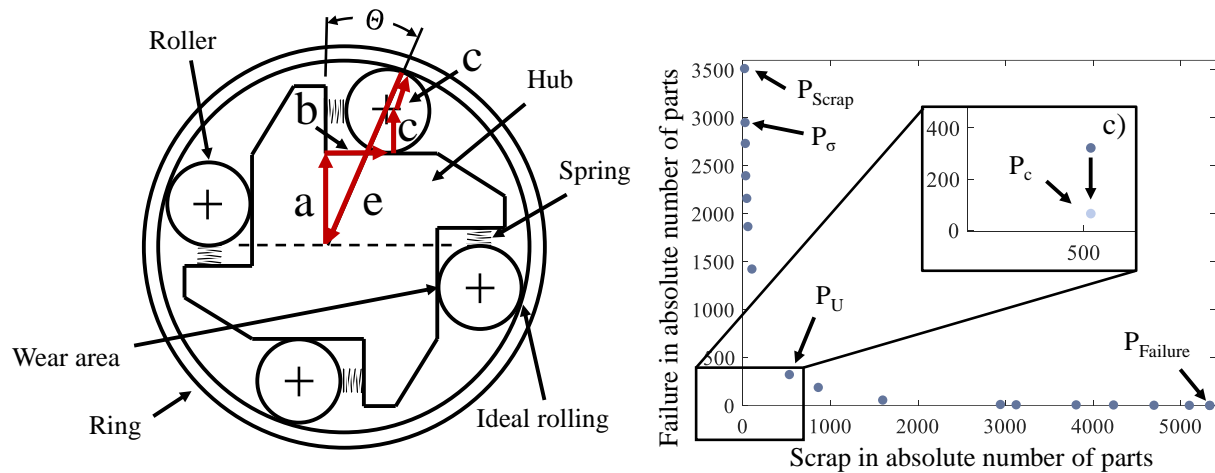 Θ
Roller
c
Hub
b
c
Spring
a
e
Wear area
Ring
Ideal rolling
Failure in absolute number of parts
3500
3000
2500
2000
1500
1000
500
0
P_Scrap
P_σ
P_U
P_Failure
c)
400
200
0
P_c
500
0
1000
2000
3000
4000
5000
Scrap in absolute number of parts